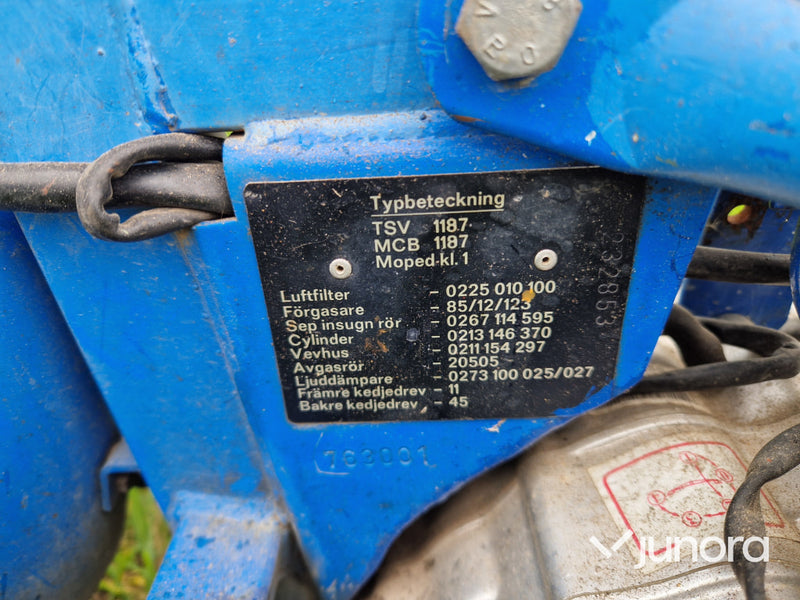 Typbeteckning
TSV 1187
MCB 1187
Moped-kl. 1
Luftfilter - 0225 010 100
Förgasare - 85/12/123
Sep insugn rör - 0267 114 595
Cylinder - 0213 146 370
Vevhus - 0211 154 297
Avgasrör - 20505
Ljuddämpare - 0273 100 025/027
Främre kedjedrev - 11
Bakre kedjedrev - 45
232853
763001
junora